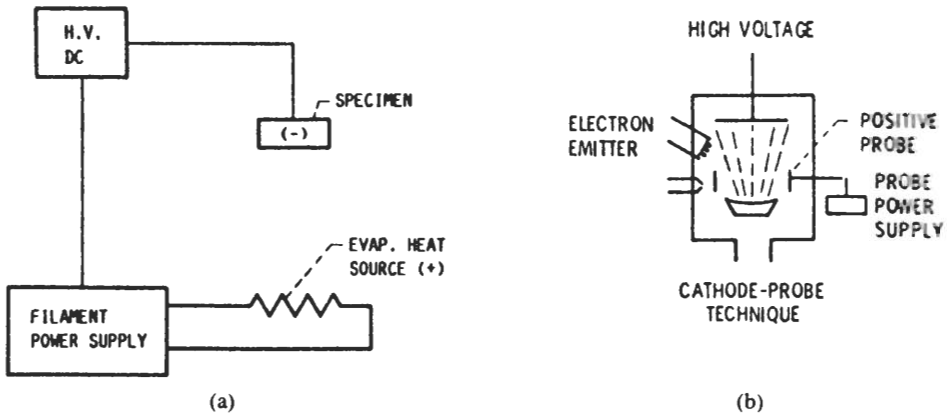 H.V.
DC
SPECIMEN
(-)
EVAP. HEAT
SOURCE (+)
FILAMENT
POWER SUPPLY
(a)
HIGH VOLTAGE
ELECTRON
EMITTER
POSITIVE
PROBE
PROBE
POWER
SUPPLY
CATHODE-PROBE
TECHNIQUE
(b)